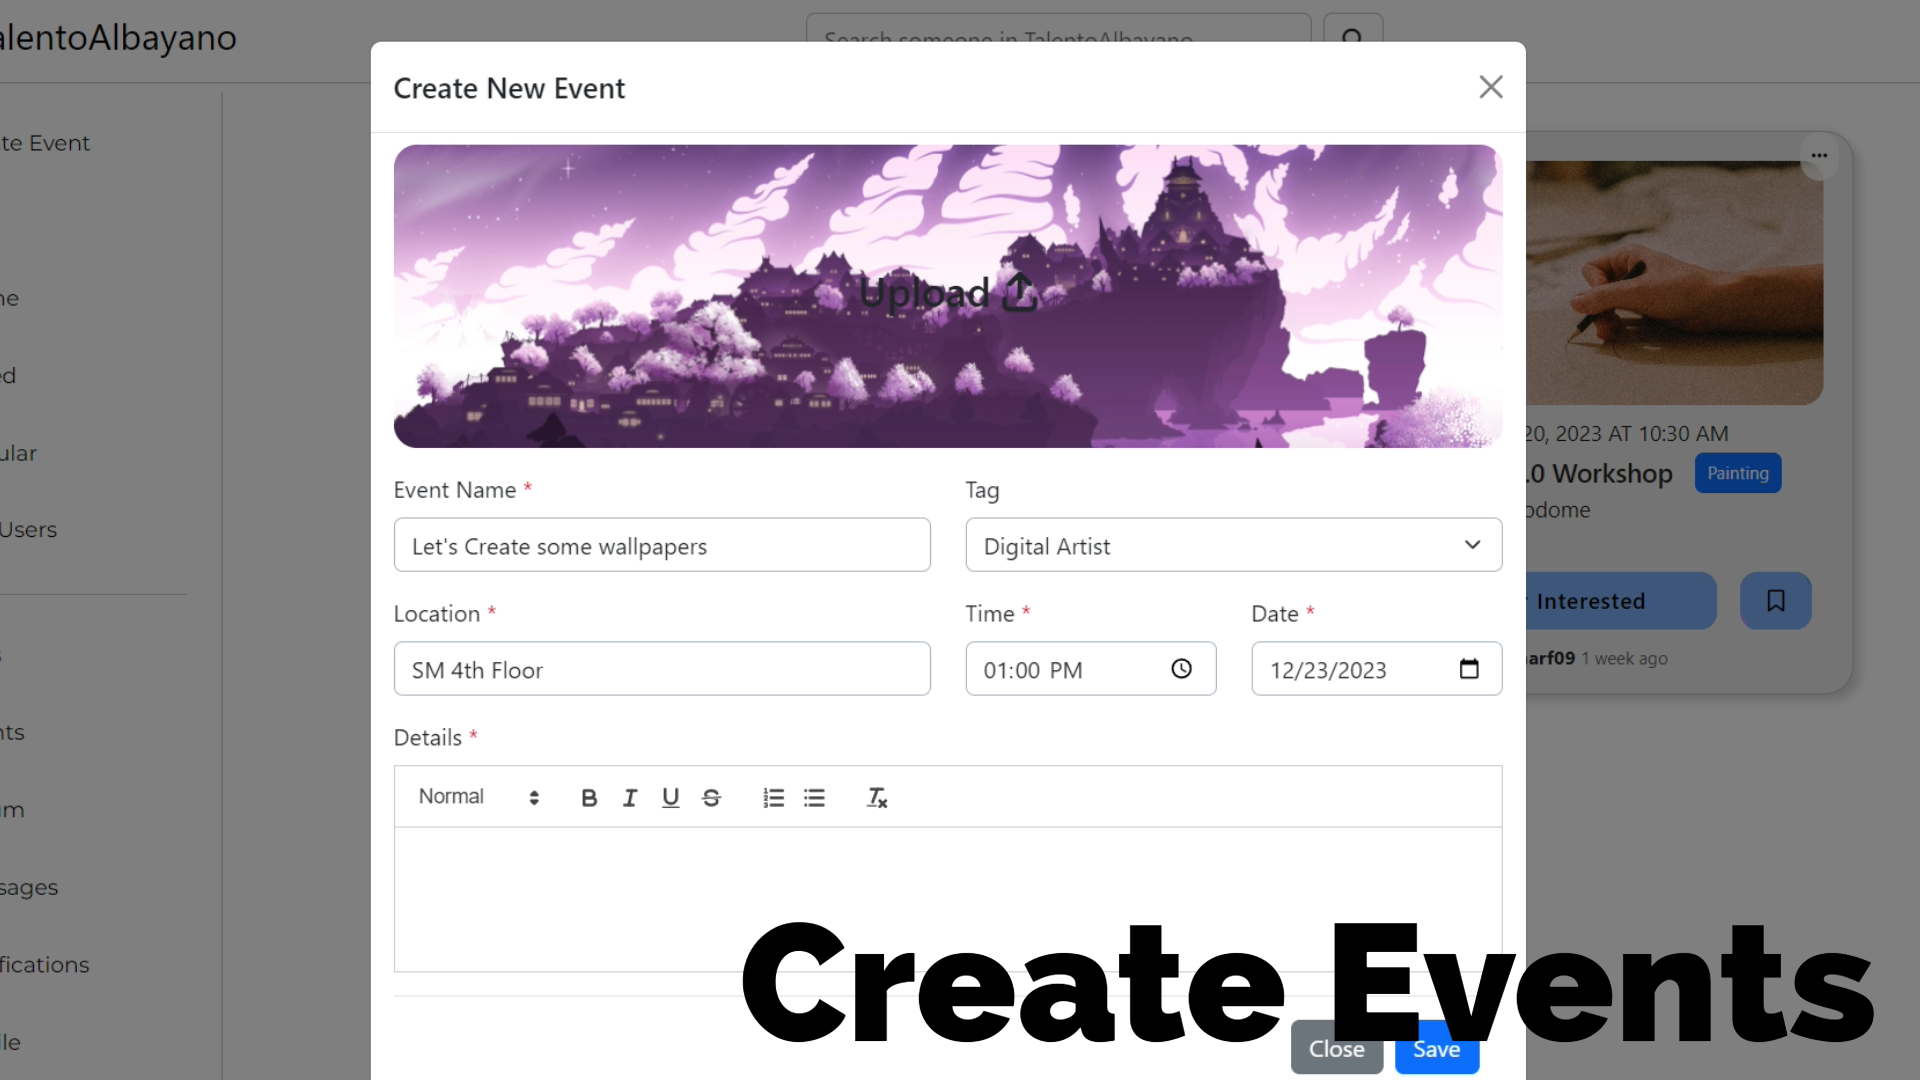 alentoAlbayano
Search someone in TalentoAlbayano
Create New Event
te Event
ne
ed
ular
Users
nts
um
sages
fications
ile
Upload
Event Name *
Tag
Let's Create some wallpapers
Digital Artist
Location *
Time *
Date *
SM 4th Floor
01:00 PM
12/23/2023
Details *
Normal
B I U S
Close
Save
20, 2023 AT 10:30 AM
.0 Workshop
Painting
odome
Interested
arf09 1 week ago
Create Events